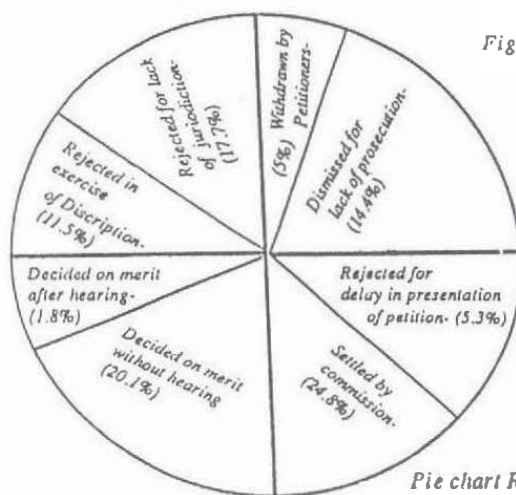 Fig
Withdrawn by
Petitioners-
(5%)
Dismissed for
lack of prosecution-
(14.4%)
Rejected for
delay in presentation
of petition- (5.3%)
Settled by
commission-
(24.8%)
Decided on merit
without hearing
(20.1%)
Decided on merit
after hearing-
(1.8%)
Rejected in
exercise
of Discription-
(11.5%)
Rejected for lack
of jurisdiction-
(17.7%)
Pie chart R